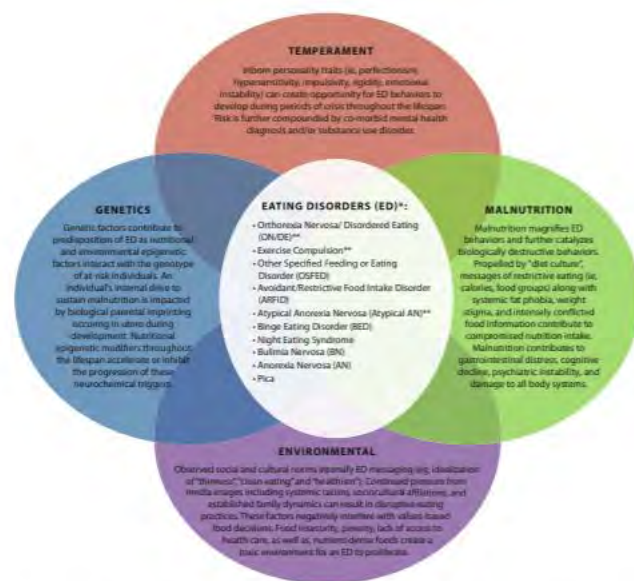 TEMPERAMENT
Inborn personality traits (ie, perfectionism,
hypersensitivity, impulsivity, rigidity, emotional
instability) can create opportunity for ED behaviors to
develop during periods of crisis throughout the lifespan.
Risk is further compounded by co-morbid mental health
diagnosis and/or substance use disorder.
GENETICS
Genetic factors contribute to
predisposition of ED as nutritional
and environmental epigenetic
factors interact with the genotype
of at-risk individuals. An
individual's internal drive to
sustain malnutrition is impacted
by biological parental imprinting
occuring in utero during
development. Nutritional
epigenetic modifiers throughout
the lifespan accelerate or inhibit
the progression of these
neurochemical triggers.
EATING DISORDERS (ED)*:
• Orthorexia Nervosa/ Disordered Eating
(ON/DE)**
• Exercise Compulsion**
• Other Specified Feeding or Eating
Disorder (OSFED)
• Avoidant/Restrictive Food Intake Disorder
(ARFID)
• Atypical Anorexia Nervosa (Atypical AN)**
• Binge Eating Disorder (BED)
• Night Eating Syndrome
• Bulimia Nervosa (BN)
• Anorexia Nervosa (AN)
• Pica
MALNUTRITION
Malnutrition magnifies ED
behaviors and further catalyzes
biologically destructive behaviors.
Propelled by "diet culture",
messages of restrictive eating (ie,
calories, food groups) along with
systemic fat phobia, weight
stigma, and intensely conflicted
food information contribute to
compromised nutrition intake.
Malnutrition contributes to
gastrointestinal distress, cognitive
decline, psychiatric instability, and
damage to all body systems.
ENVIRONMENTAL
Observed social and cultural norms intensify ED messaging (eg, idealization
of "thinness", "clean eating" and "healthism"). Continued pressure from
media images including systemic racism, sociocultural affiliations, and
established family dynamics can result in disruptive eating
practices. These factors negatively interfere with values-based
food decisions. Food insecurity, poverty, lack of access to
health care, as well as, nutrient-dense foods create a
toxic environment for an ED to proliferate.